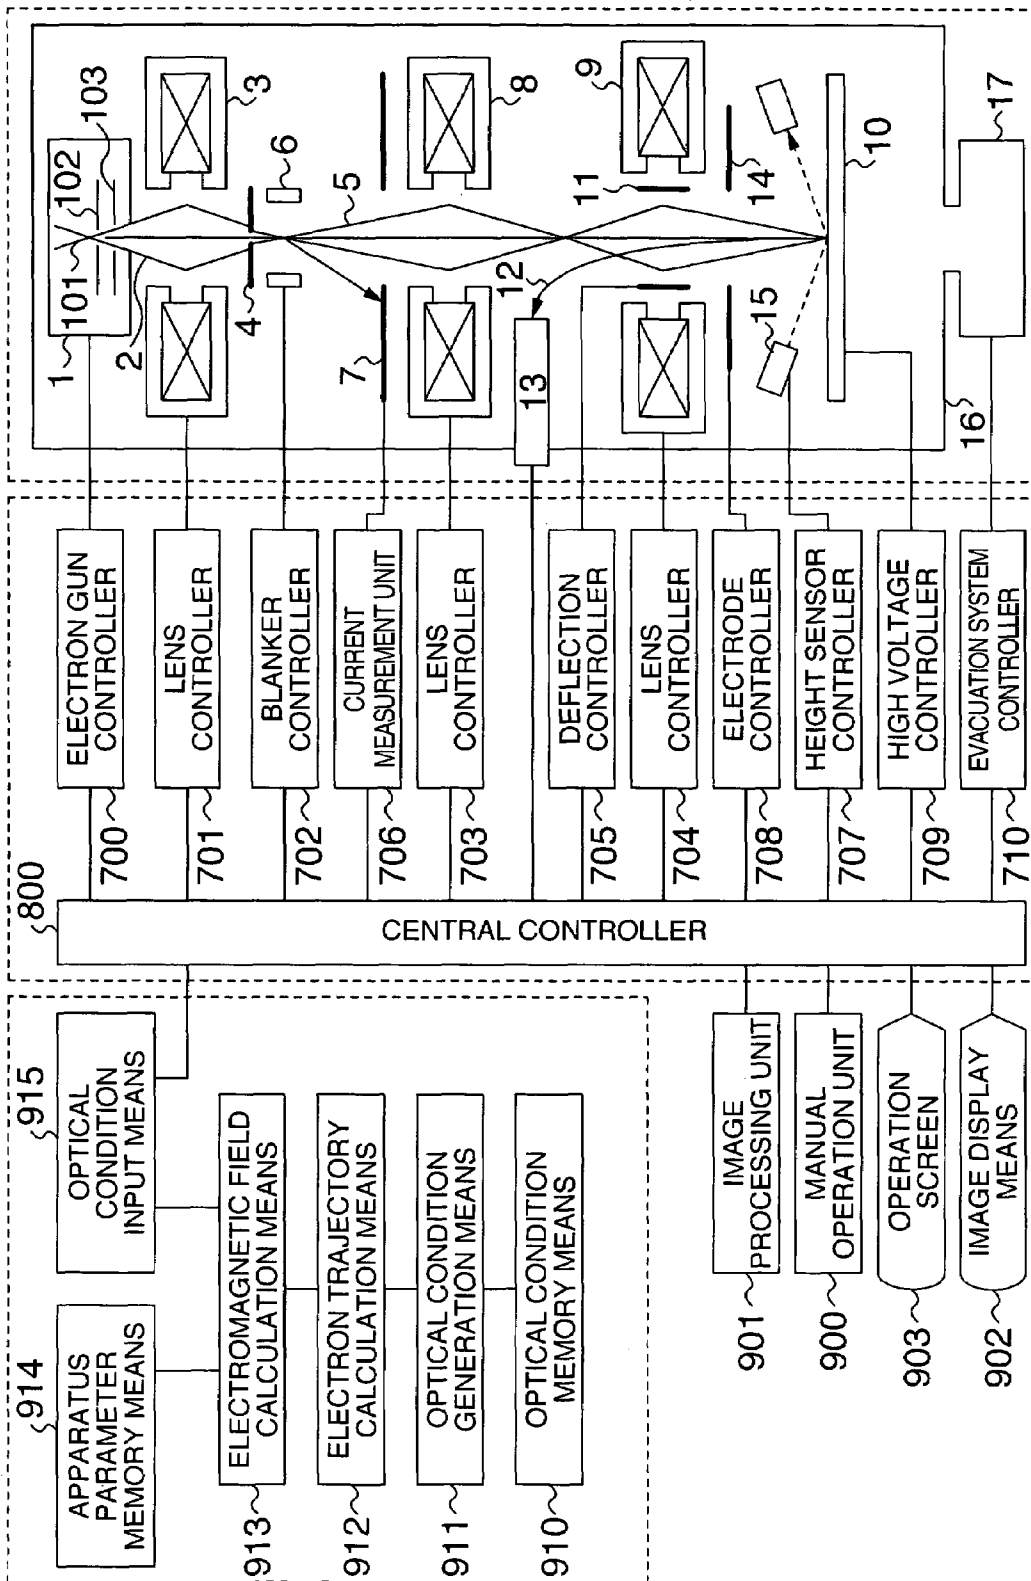 914
APPARATUS
PARAMETER
MEMORY MEANS
915
OPTICAL
CONDITION
INPUT MEANS
913
ELECTROMAGNETIC FIELD
CALCULATION MEANS
912
ELECTRON TRAJECTORY
CALCULATION MEANS
911
OPTICAL CONDITION
GENERATION MEANS
910
OPTICAL CONDITION
MEMORY MEANS
901
IMAGE
PROCESSING UNIT
900
MANUAL
OPERATION UNIT
903
OPERATION
SCREEN
902
IMAGE DISPLAY
MEANS
800
CENTRAL CONTROLLER
700
ELECTRON GUN
CONTROLLER
701
LENS
CONTROLLER
702
BLANKER
CONTROLLER
706
CURRENT
MEASUREMENT UNIT
703
LENS
CONTROLLER
705
DEFLECTION
CONTROLLER
704
LENS
CONTROLLER
708
ELECTRODE
CONTROLLER
707
HEIGHT SENSOR
CONTROLLER
709
HIGH VOLTAGE
CONTROLLER
710
EVACUATION SYSTEM
CONTROLLER
1
101
102
103
2
3
4
6
5
7
8
12
13
9
11
14
15
10
16
17